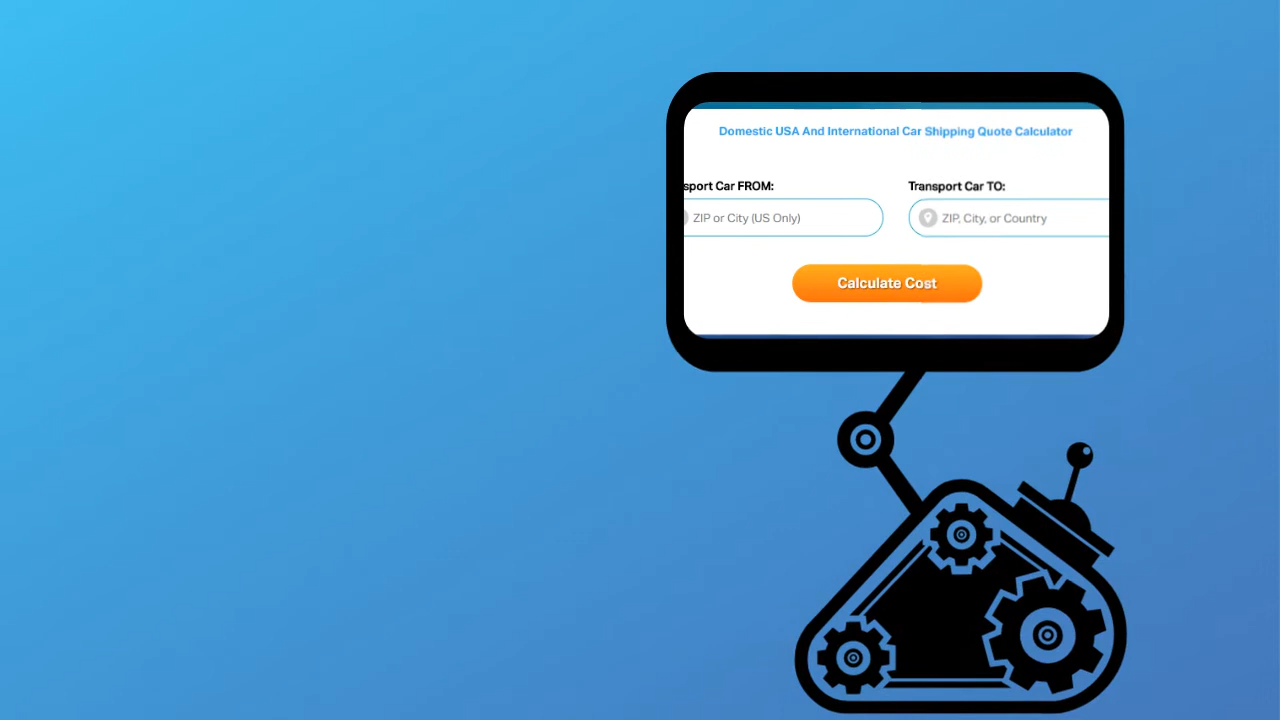 Domestic USA And International Car Shipping Quote Calculator
sport Car FROM:
Transport Car TO:
ZIP or City (US Only)
ZIP, City, or Country
Calculate Cost